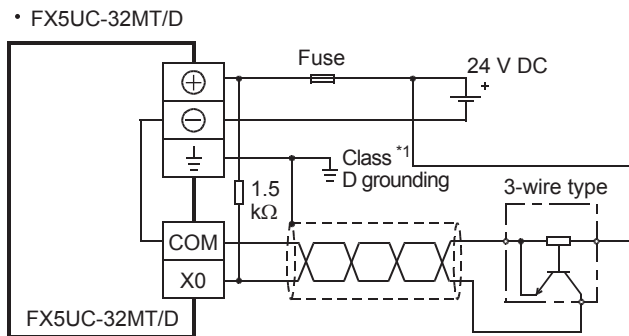 • FX5UC-32MT/D
Fuse
24 V DC
+
Class *1
D grounding
1.5
kΩ
3-wire type
COM
X0
FX5UC-32MT/D